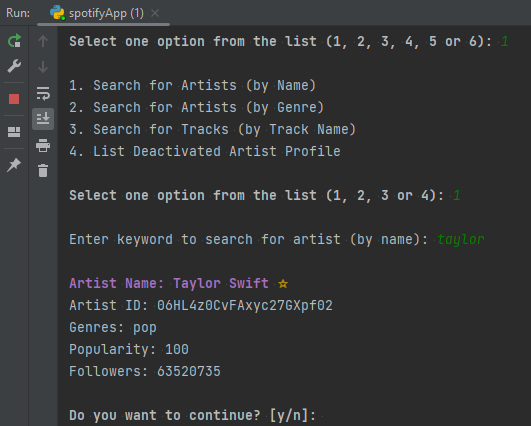 Run: spotifyApp (1) ×
Select one option from the list (1, 2, 3, 4, 5 or 6): 1
1. Search for Artists (by Name)
2. Search for Artists (by Genre)
3. Search for Tracks (by Track Name)
4. List Deactivated Artist Profile
Select one option from the list (1, 2, 3 or 4): 1
Enter keyword to search for artist (by name): taylor
Artist Name: Taylor Swift ☆
Artist ID: 06HL4z0CvFAxyc27GXpf02
Genres: pop
Popularity: 100
Followers: 63520735
Do you want to continue? [y/n]: